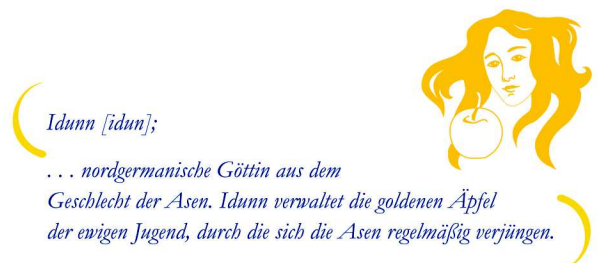 Idunn [idun];
. . . nordgermanische Göttin aus dem
Geschlecht der Asen. Idunn verwaltet die goldenen Äpfel
der ewigen Jugend, durch die sich die Asen regelmäßig verjüngen.